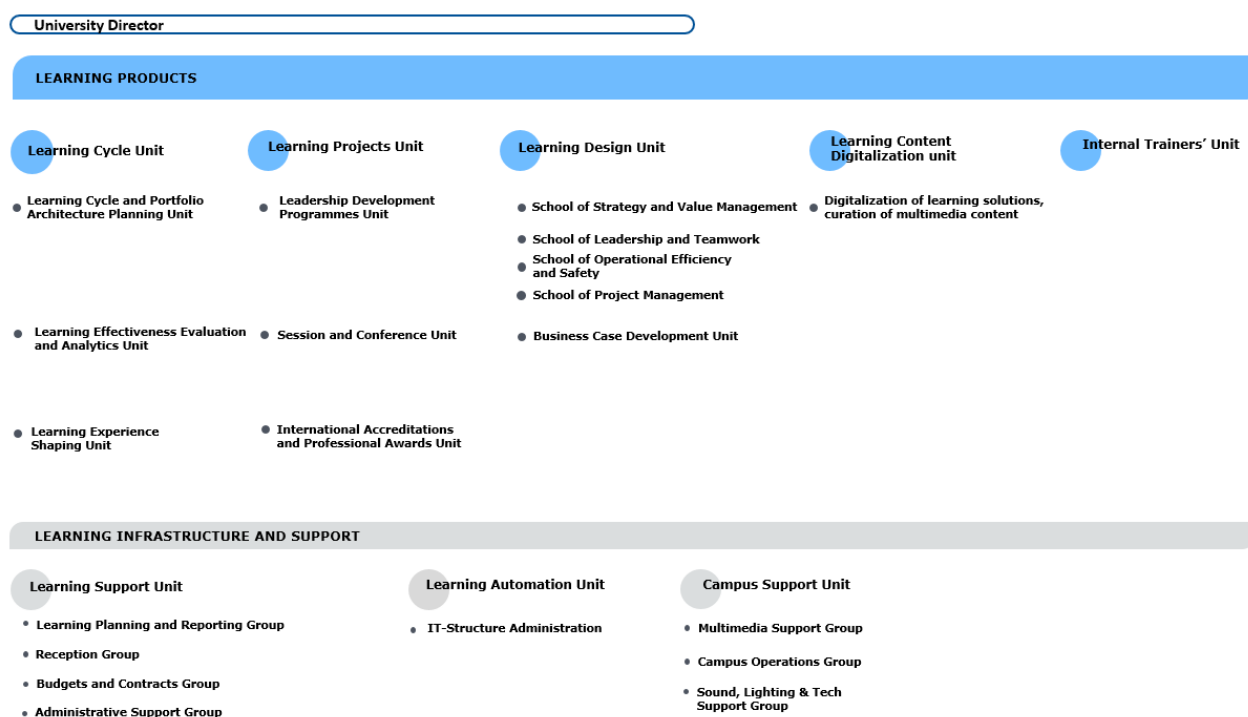 University Director
LEARNING PRODUCTS
Learning Cycle Unit
Learning Cycle and Portfolio
Architecture Planning Unit
Learning Effectiveness Evaluation
and Analytics Unit
Learning Experience
Shaping Unit
Learning Projects Unit
Leadership Development
Programmes Unit
Session and Conference Unit
International Accreditations
and Professional Awards Unit
Learning Design Unit
School of Strategy and Value Management
School of Leadership and Teamwork
School of Operational Efficiency
and Safety
School of Project Management
Business Case Development Unit
Learning Content
Digitalization unit
Digitalization of learning solutions,
curation of multimedia content
Internal Trainers’ Unit
LEARNING INFRASTRUCTURE AND SUPPORT
Learning Support Unit
Learning Planning and Reporting Group
Reception Group
Budgets and Contracts Group
Administrative Support Group
Learning Automation Unit
IT-Structure Administration
Campus Support Unit
Multimedia Support Group
Campus Operations Group
Sound, Lighting & Tech
Support Group